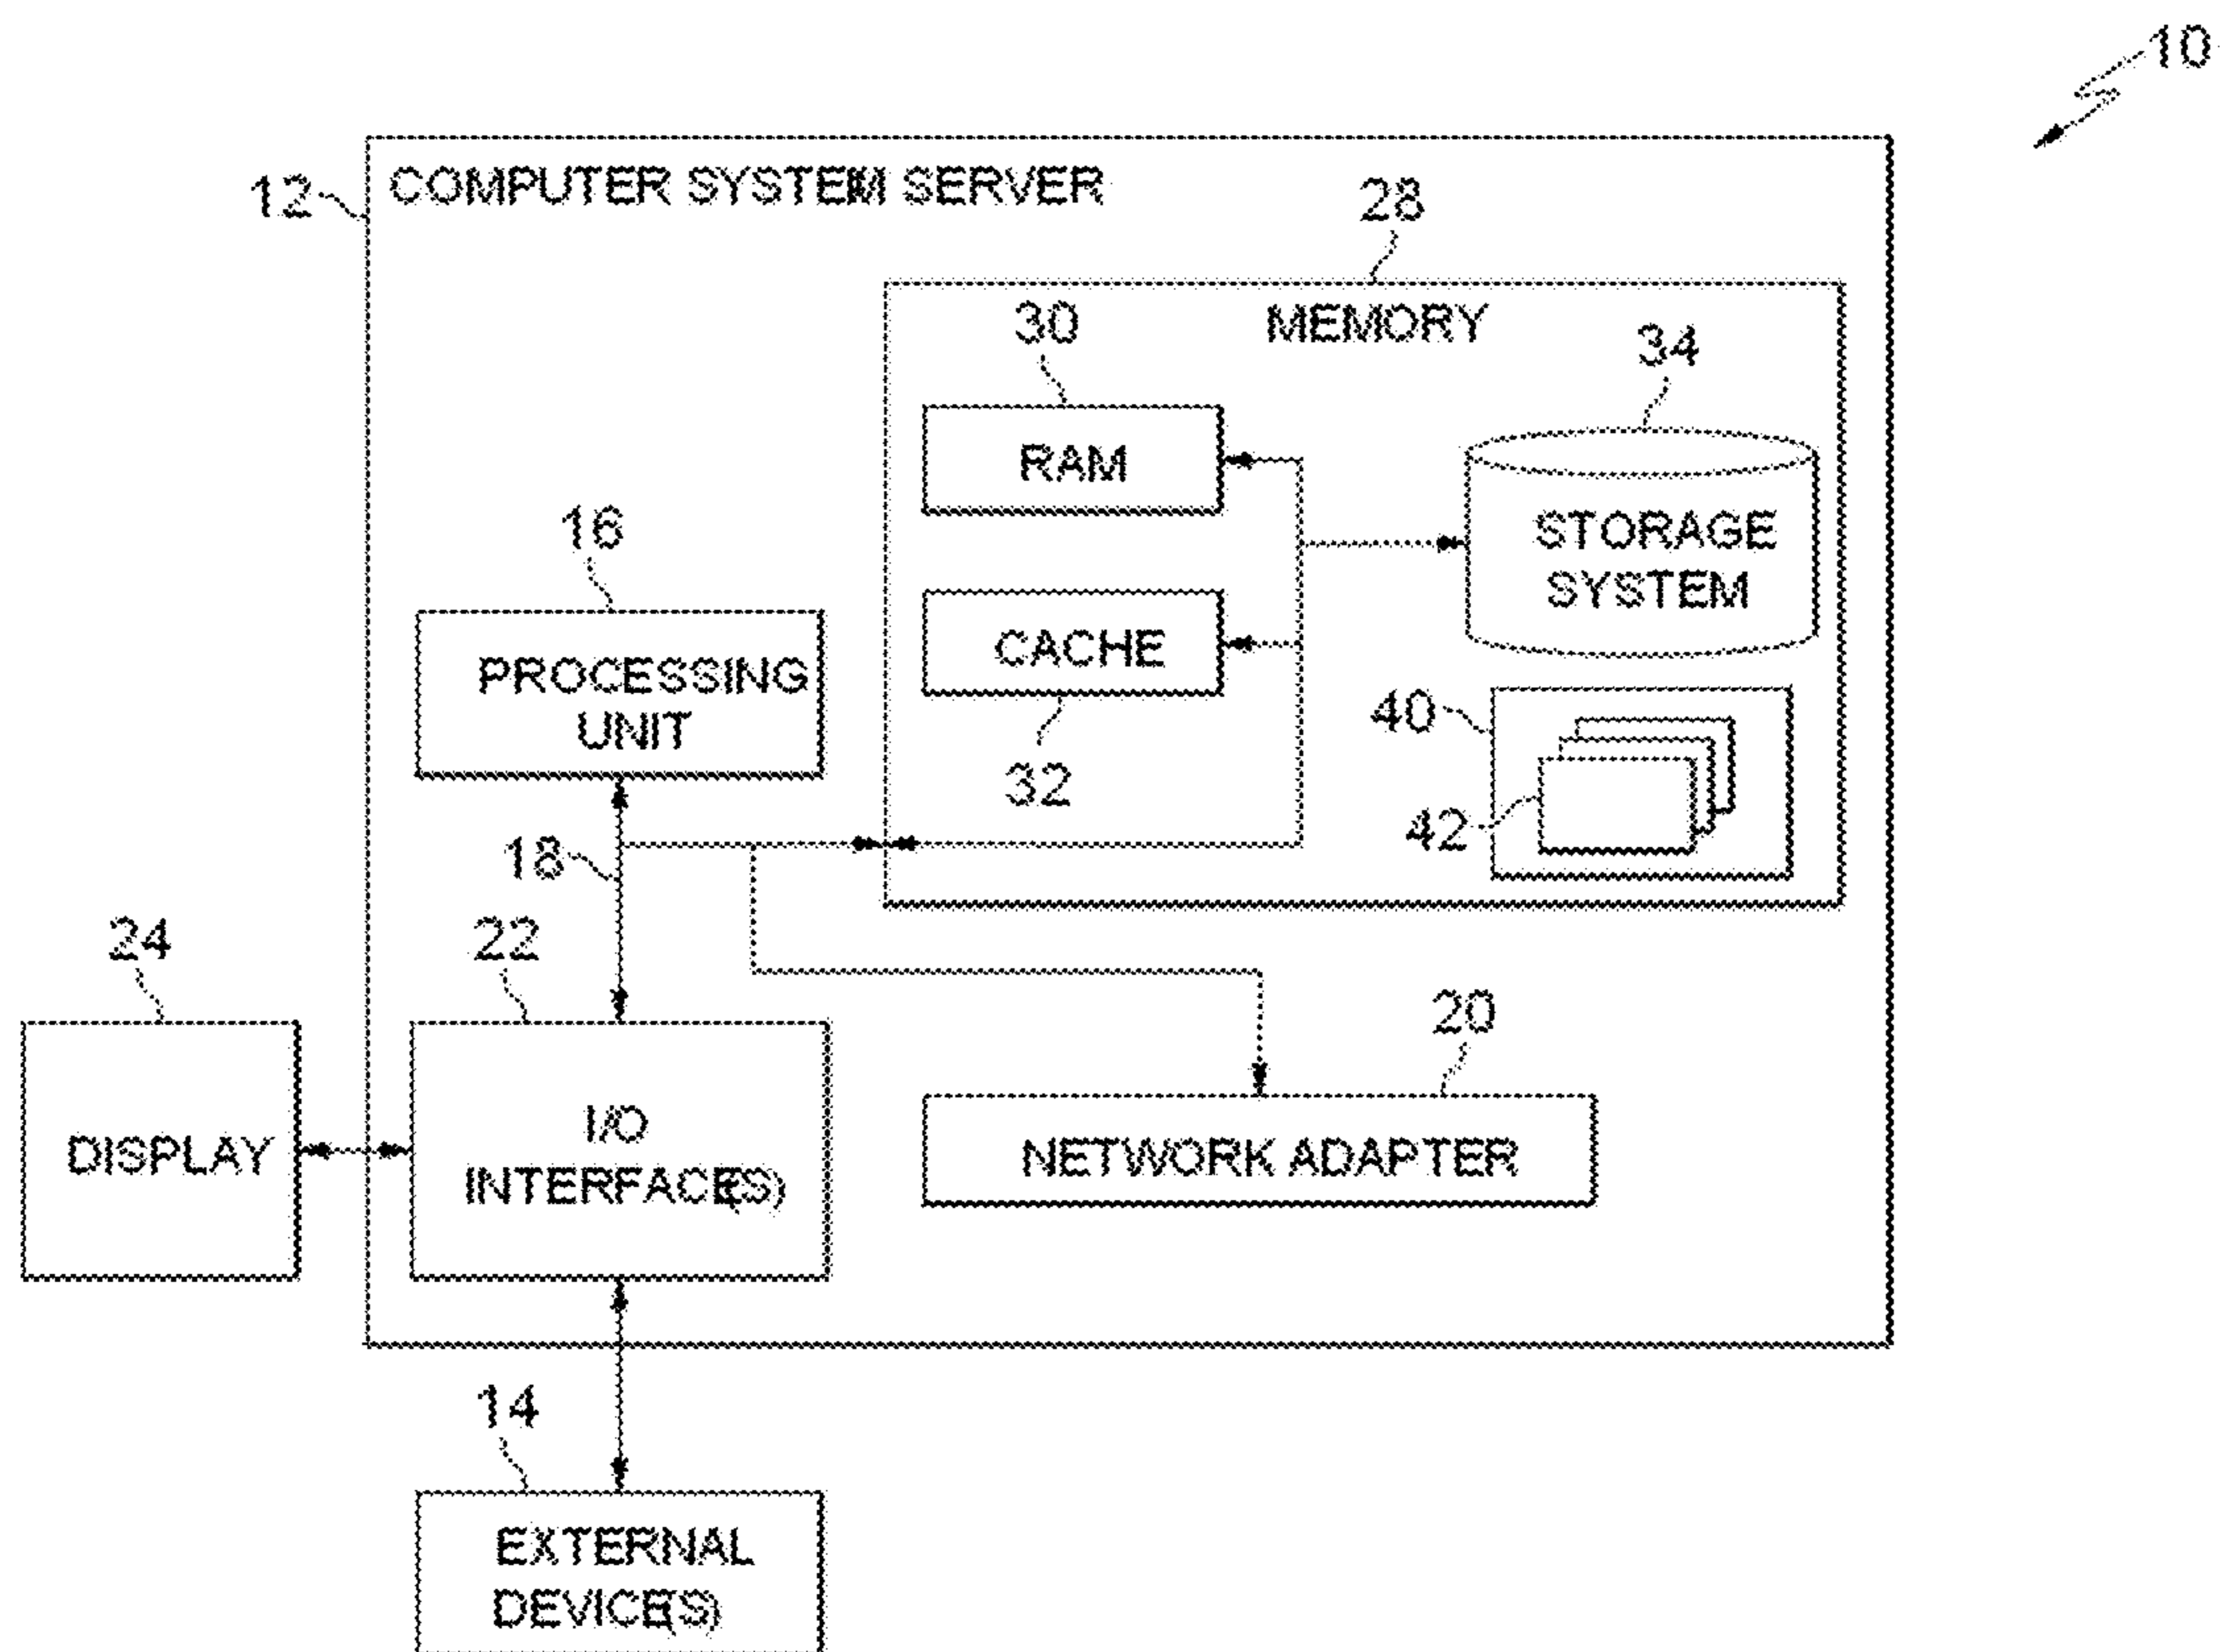 10
12
COMPUTER SYSTEM SERVER
28
MEMORY
30
34
RAM
STORAGE
SYSTEM
16
CACHE
PROCESSING
UNIT
40
32
42
18
24
22
20
DISPLAY
I/O
INTERFACE(S)
NETWORK ADAPTER
14
EXTERNAL
DEVICE(S)